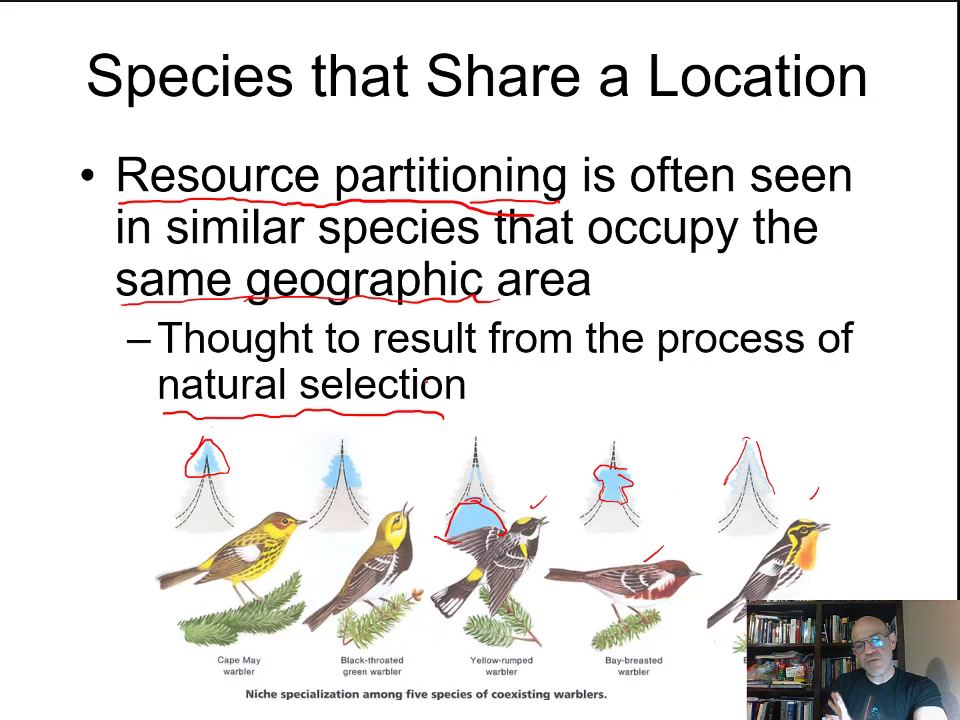 Species that Share a Location
• Resource partitioning is often seen
in similar species that occupy the
same geographic area
– Thought to result from the process of
natural selection
Cape May
warbler
Black-throated
green warbler
Yellow-rumped
warbler
Bay-breasted
warbler
Niche specialization among five species of coexisting warblers.